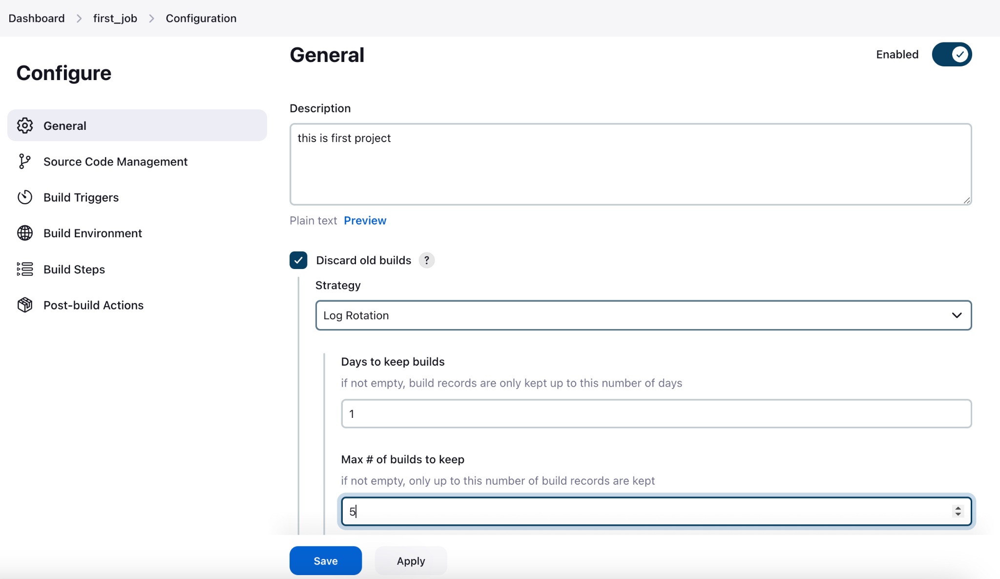 Dashboard > first_job > Configuration
Configure
General
Source Code Management
Build Triggers
Build Environment
Build Steps
Post-build Actions
General
Enabled
Description
this is first project
Plain text Preview
Discard old builds ?
Strategy
Log Rotation
Days to keep builds
if not empty, build records are only kept up to this number of days
1
Max # of builds to keep
if not empty, only up to this number of build records are kept
5
Save Apply